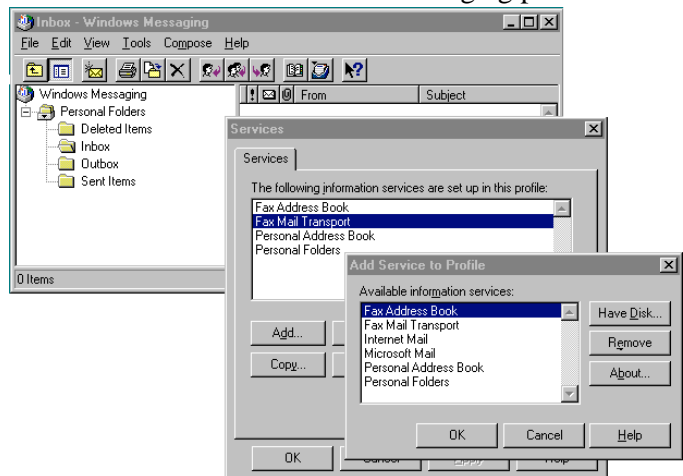 Inbox - Windows Messaging
File Edit View Tools Compose Help
Windows Messaging
Personal Folders
Deleted Items
Inbox
Outbox
Sent Items
! From Subject
0 Items
Services
Services
The following information services are set up in this profile:
Fax Address Book
Fax Mail Transport
Personal Address Book
Personal Folders
Add...
Copy...
OK
Add Service to Profile
Available information services:
Fax Address Book
Fax Mail Transport
Internet Mail
Microsoft Mail
Personal Address Book
Personal Folders
Have Disk...
Remove
About...
OK Cancel Help